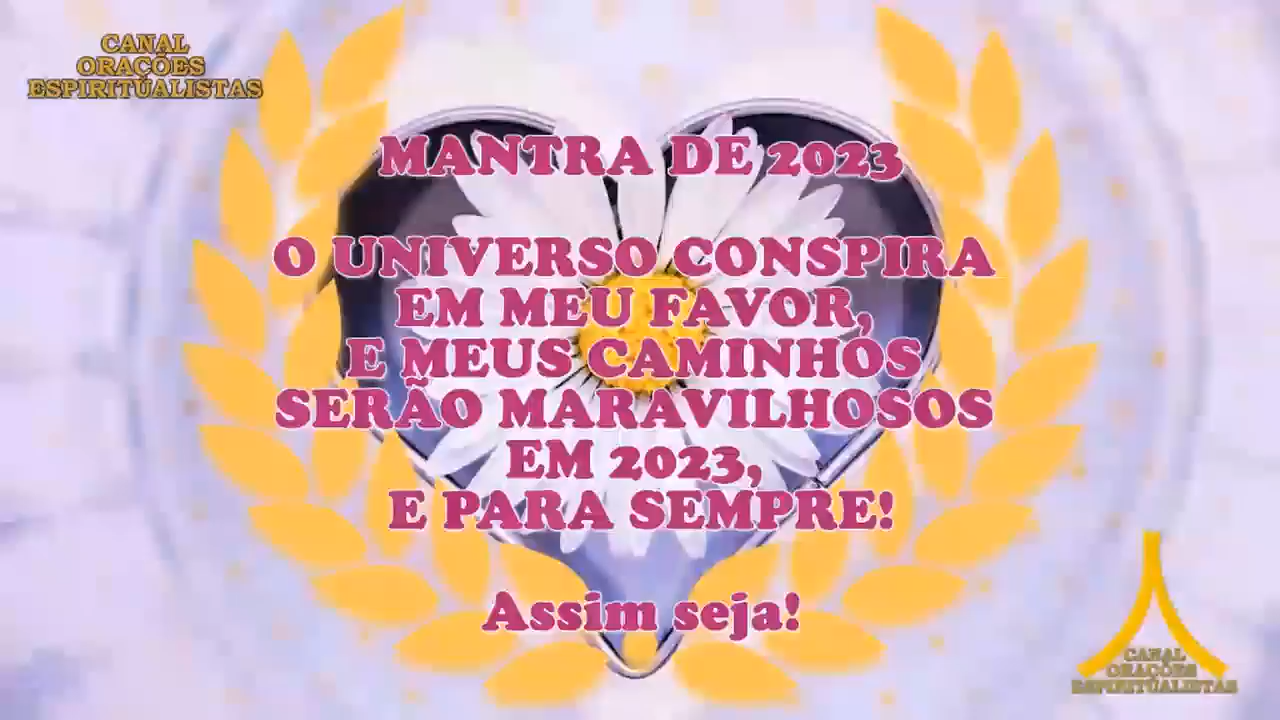 CANAL
ORAÇÕES
ESPIRITUALISTAS
MANTRA DE 2023
O UNIVERSO CONSPIRA
EM MEU FAVOR,
E MEUS CAMINHOS
SERÃO MARAVILHOSOS
EM 2023,
E PARA SEMPRE!
Assim seja!
CANAL
ORAÇÕES
ESPIRITUALISTAS